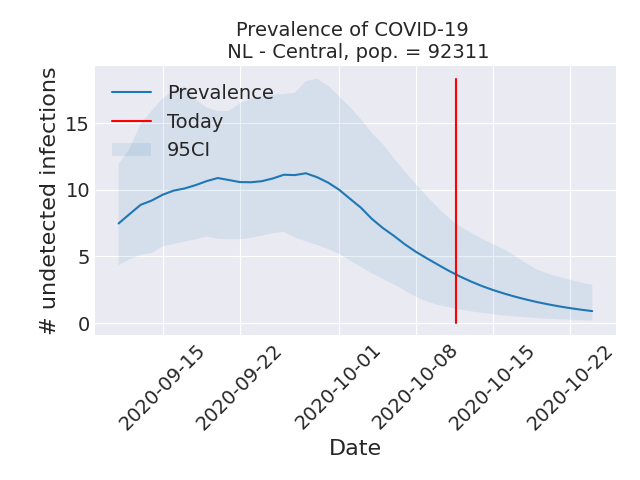 Prevalence of COVID-19
NL - Central, pop. = 92311
# undetected infections
15
10
5
0
Prevalence
Today
95CI
2020-09-15
2020-09-22
2020-10-01
2020-10-08
2020-10-15
2020-10-22
Date